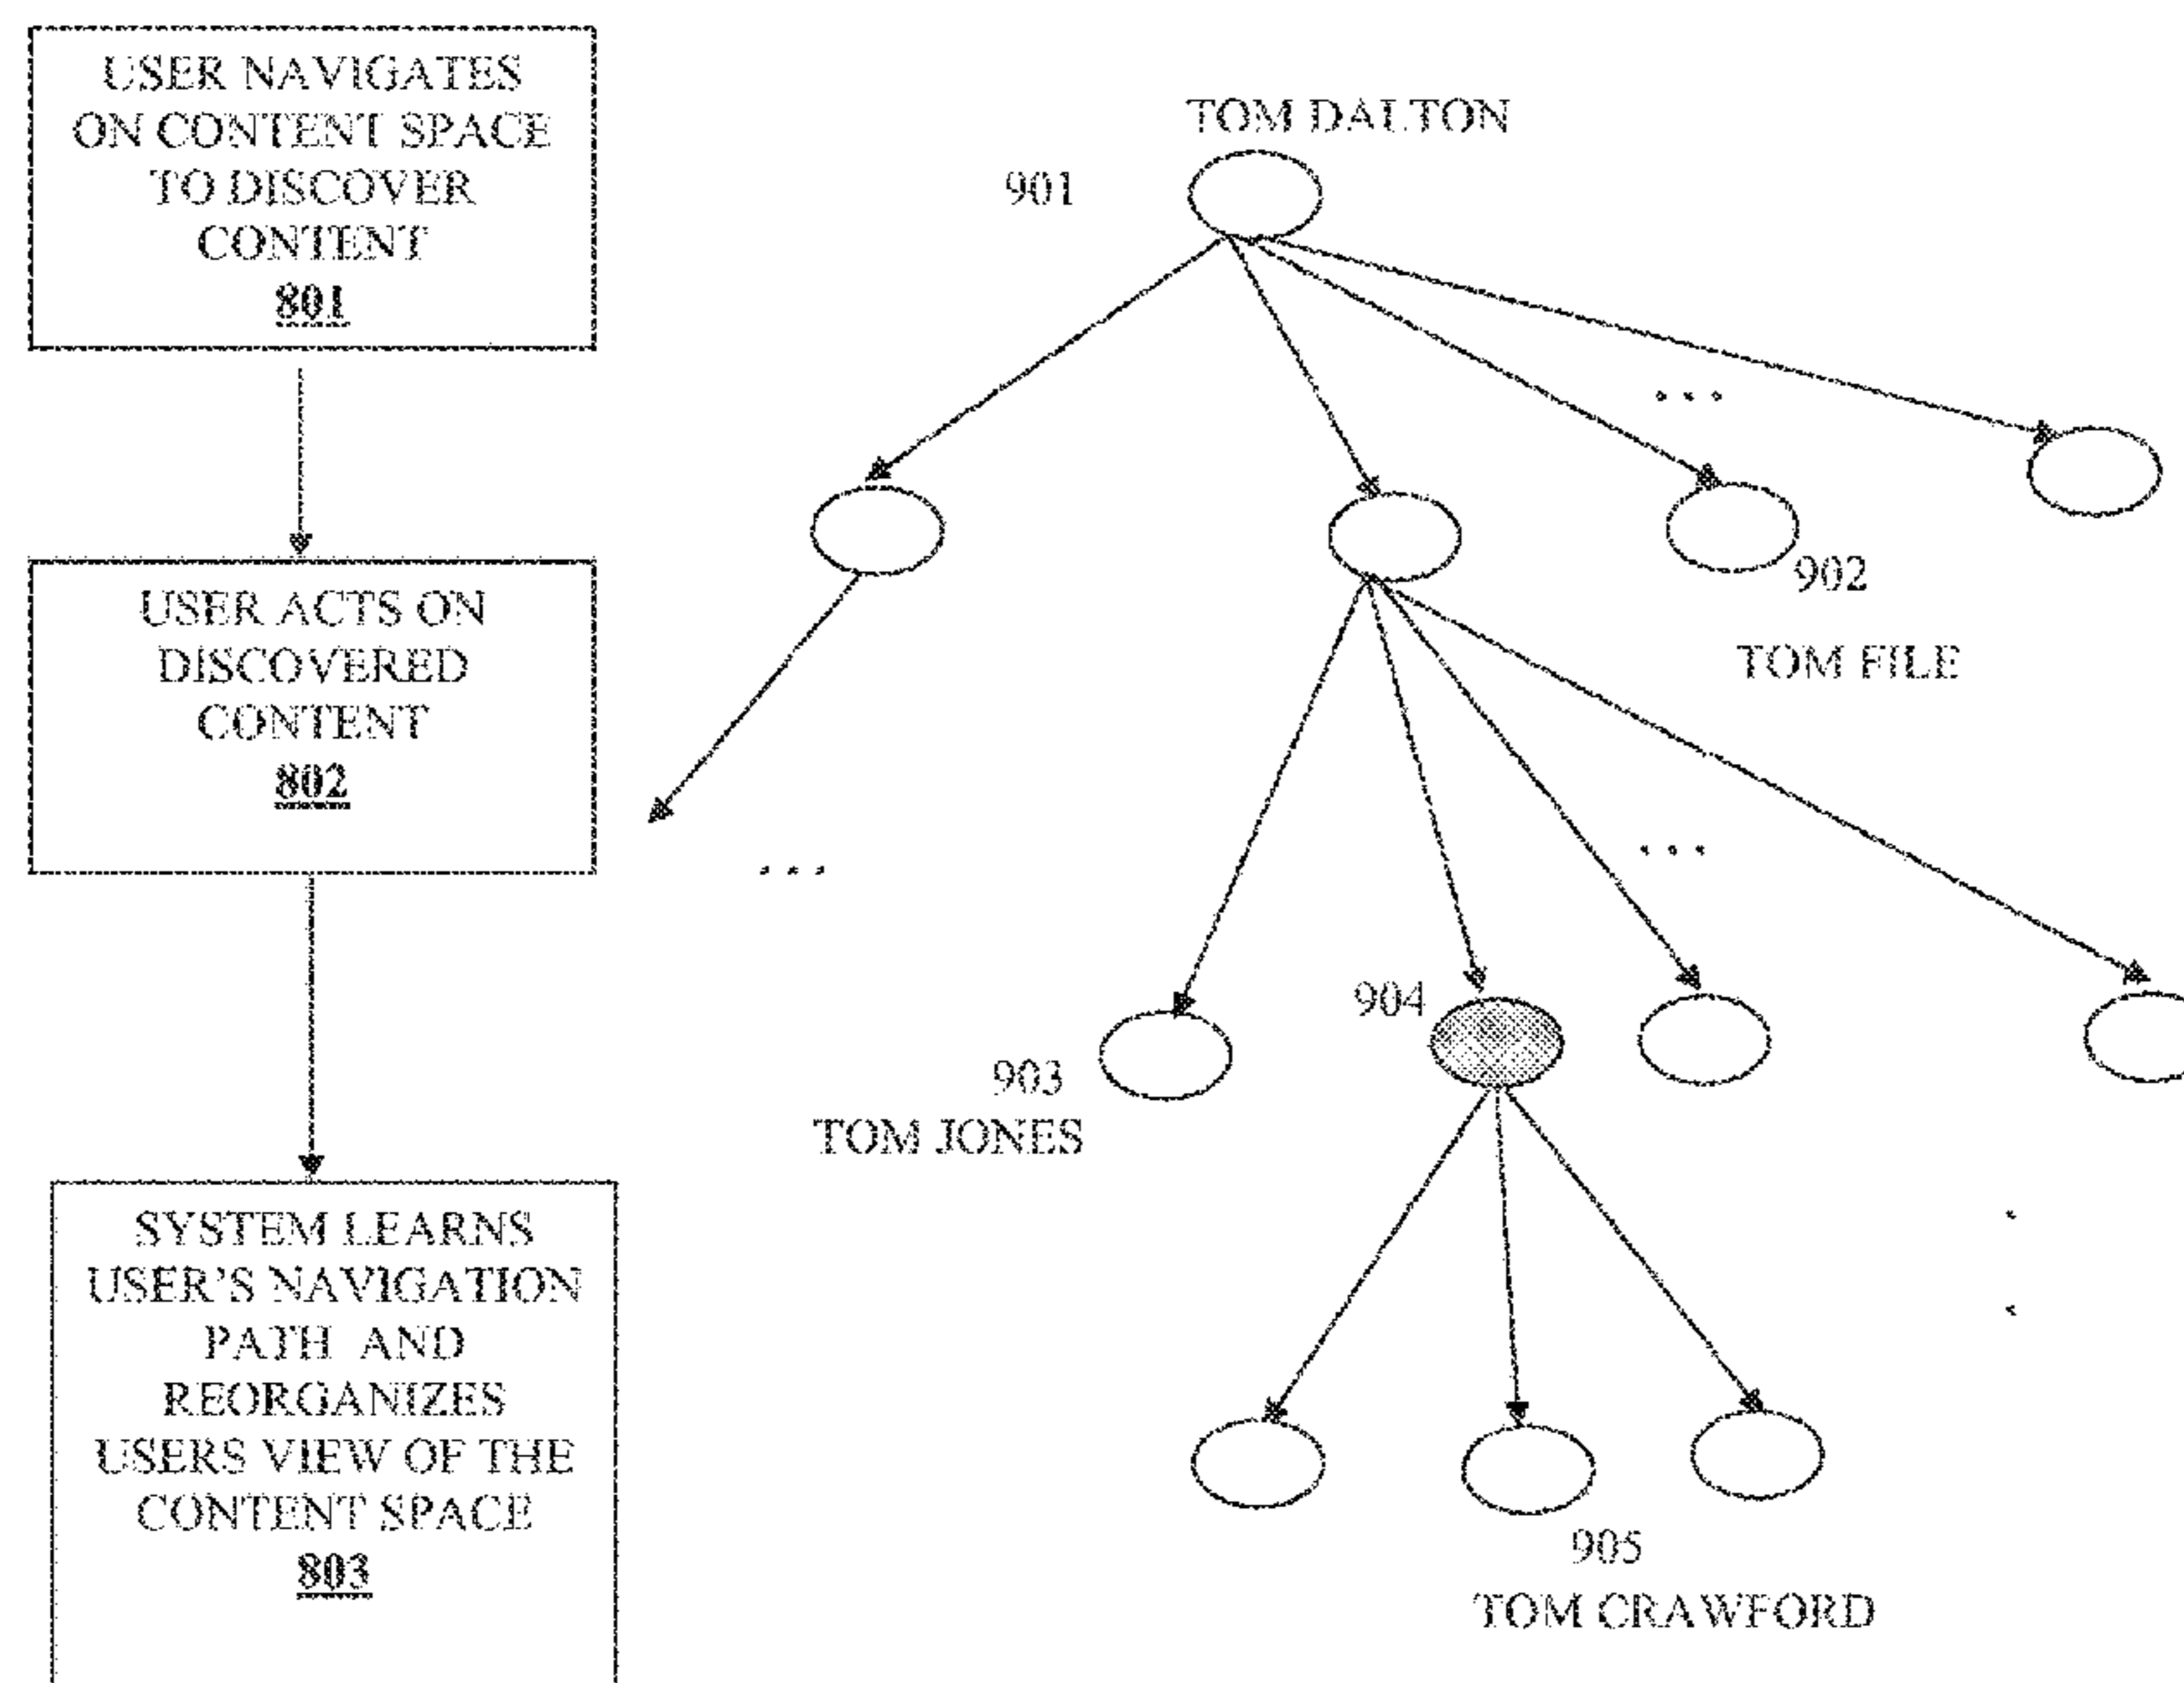 USER NAVIGATES
ON CONTENT SPACE
TO DISCOVER
CONTENT
801
USER ACTS ON
DISCOVERED
CONTENT
802
SYSTEM LEARNS
USER'S NAVIGATION
PATH AND
REORGANIZES
USERS VIEW OF THE
CONTENT SPACE
803
TOM DALTON
901
902
TOM FILE
. . .
. . .
. . .
904
903
TOM JONES
905
TOM CRAWFORD